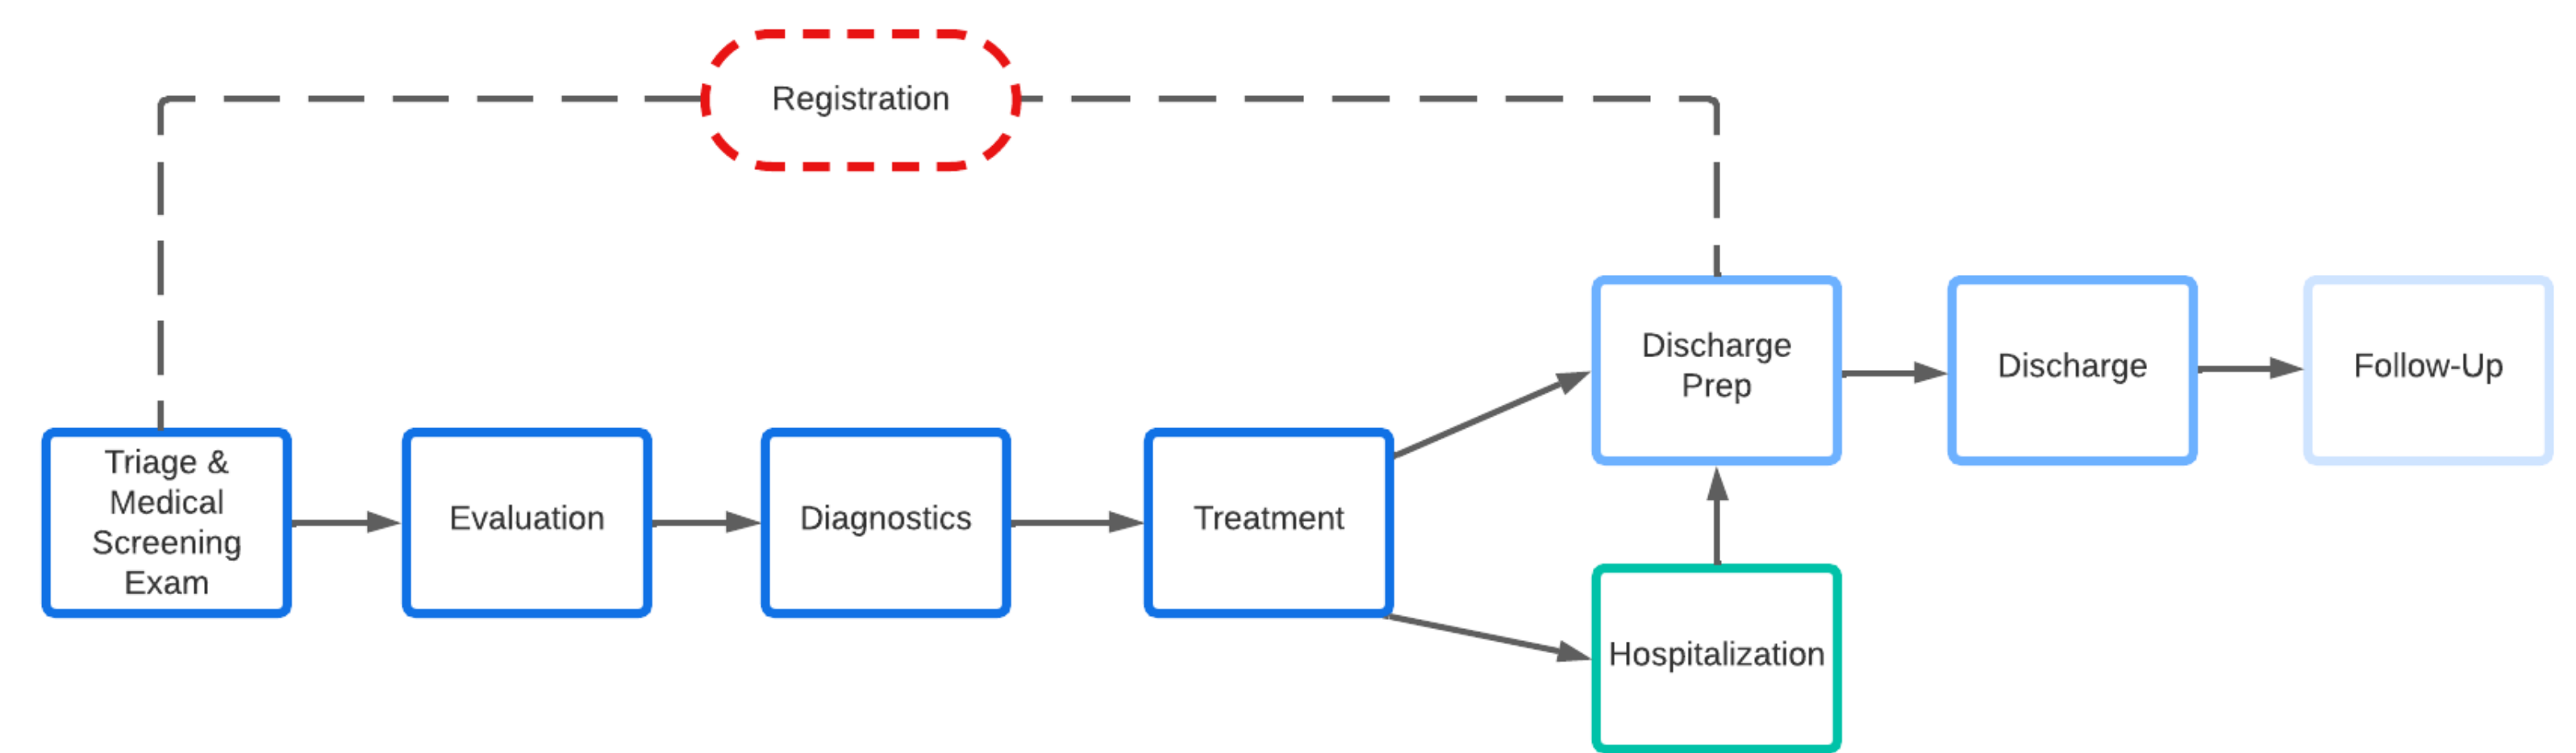 Registration
Triage &
Medical
Screening
Exam
Evaluation
Diagnostics
Treatment
Discharge
Prep
Hospitalization
Discharge
Follow-Up